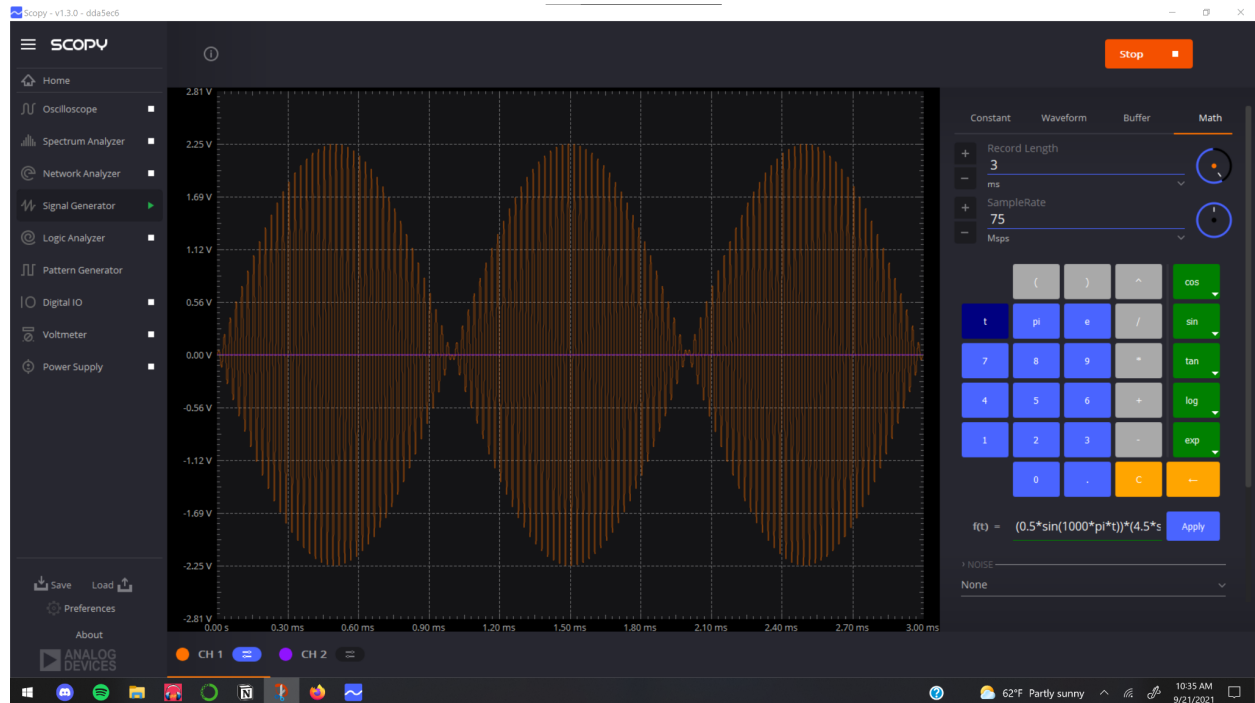 Scopy - v1.3.0 - dda5ec6
SCOPY
Stop
Home
Oscilloscope
Spectrum Analyzer
Network Analyzer
Signal Generator
Logic Analyzer
Pattern Generator
Digital IO
Voltmeter
Power Supply
Save Load
Preferences
About
ANALOG
DEVICES
2.81 V
2.25 V
1.69 V
1.12 V
0.56 V
0.00 V
-0.56 V
-1.12 V
-1.69 V
-2.25 V
-2.81 V
0.00 s 0.30 ms 0.60 ms 0.90 ms 1.20 ms 1.50 ms 1.80 ms 2.10 ms 2.40 ms 2.70 ms 3.00 ms
CH 1 CH 2
Constant Waveform Buffer Math
+ Record Length
3
- ms
+ SampleRate
75
- Msps
( ) ^ cos
t pi e / sin
7 8 9 * tan
4 5 6 + log
1 2 3 - exp
0 . C ←
f(t) = (0.5*sin(1000*pi*t))*(4.5*s Apply
NOISE
None
62°F Partly sunny 10:35 AM
9/21/2021